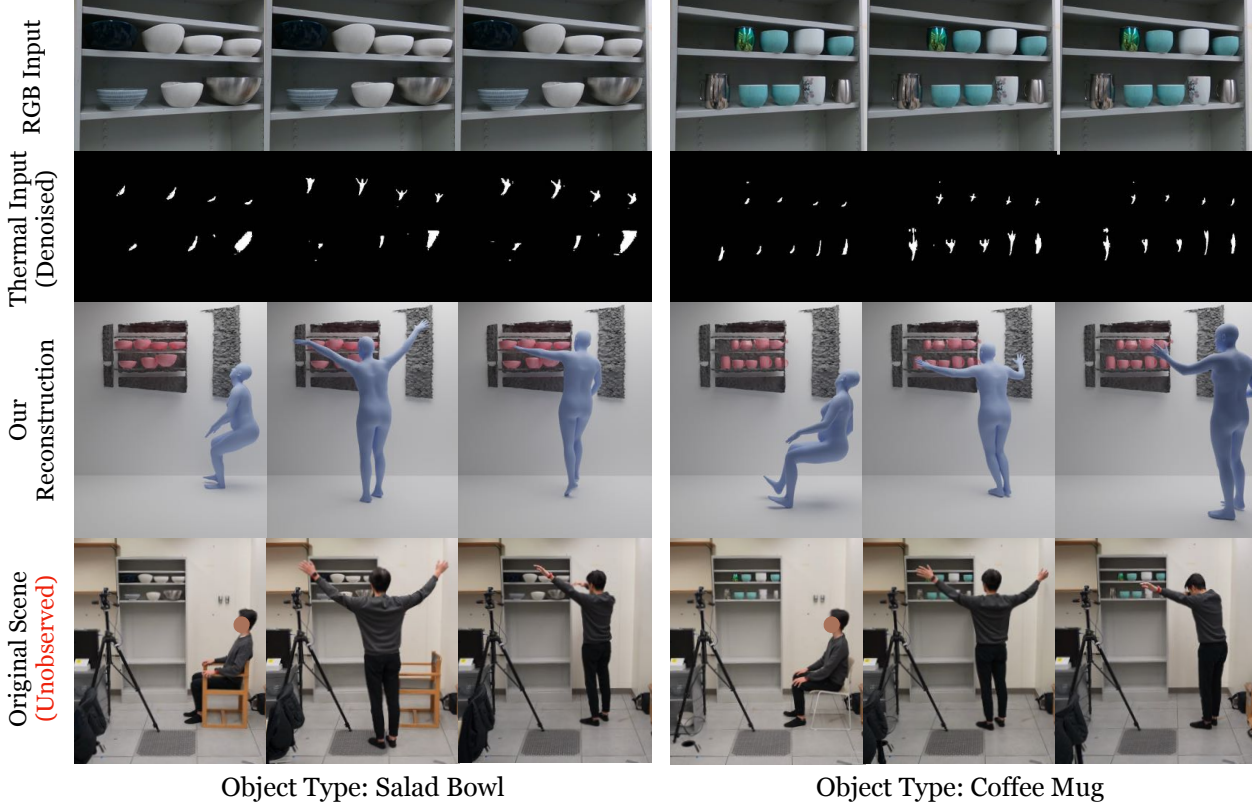 RGB Input
Thermal Input
(Denoised)
Our
Reconstruction
Original Scene
(Unobserved)
Object Type: Salad Bowl
Object Type: Coffee Mug